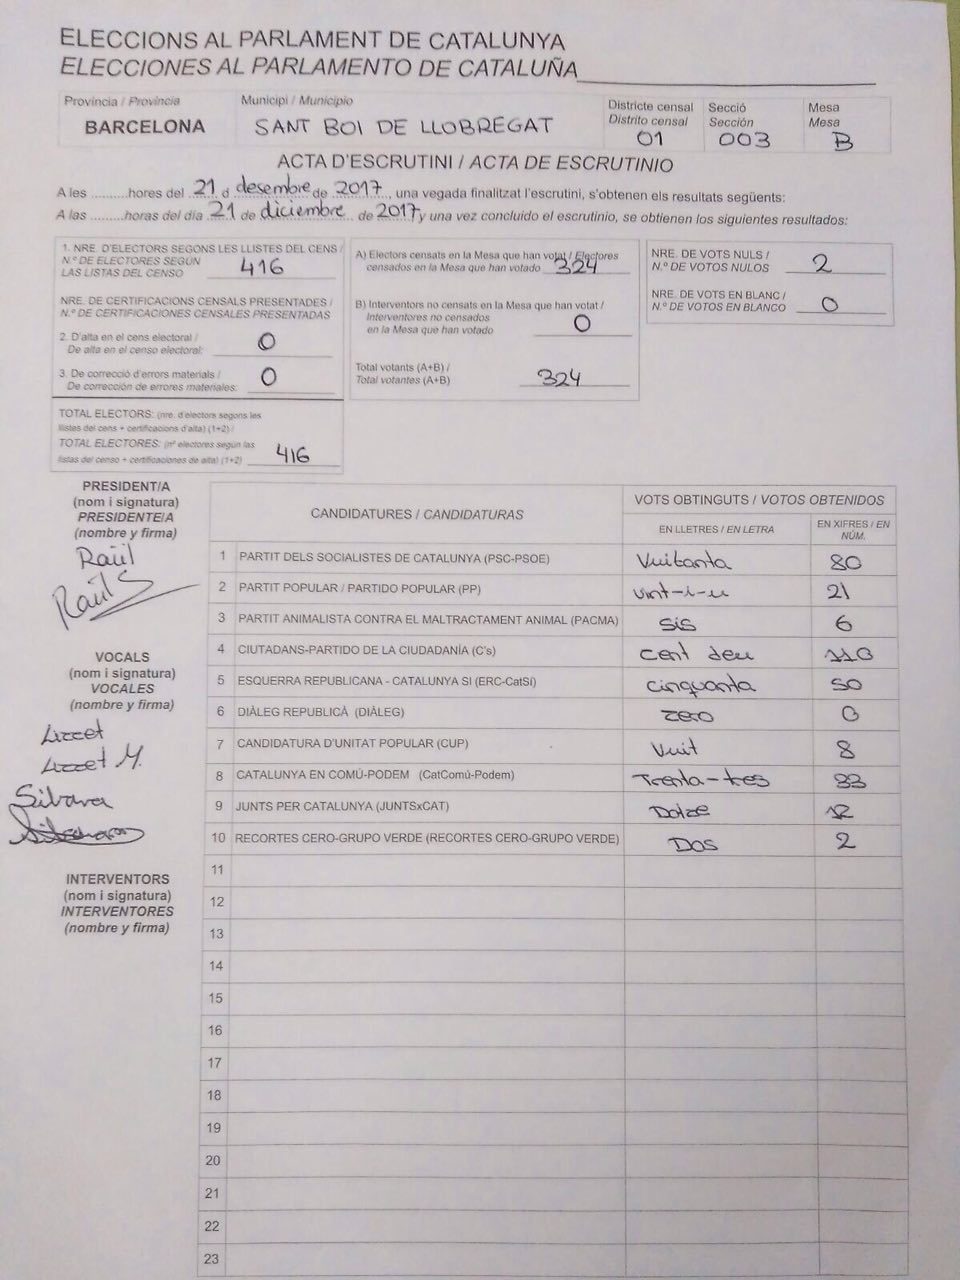 ELECCIONS AL PARLAMENT DE CATALUNYA
ELECCIONES AL PARLAMENTO DE CATALUÑA
Província / Provincia
BARCELONA
Municipi / Municipio
SANT BOI DE LLOBREGAT
Districte censal
Distrito censal
01
Secció
Sección
003
Mesa
Mesa
B
ACTA D'ESCRUTINI / ACTA DE ESCRUTINIO
A les .........hores del 21 d desembre de 2017, una vegada finalitzat l'escrutini, s'obtenen els resultats següents:
A las .........horas del día 21 de diciembre de 2017 y una vez concluido el escrutinio, se obtienen los siguientes resultados:
1. NRE. D'ELECTORS SEGONS LES LLISTES DEL CENS /
N.º DE ELECTORES SEGÚN
LAS LISTAS DEL CENSO 416
NRE. DE CERTIFICACIONS CENSALS PRESENTADES /
N.º DE CERTIFICACIONES CENSALES PRESENTADAS
2. D'alta en el cens electoral /
De alta en el censo electoral: 0
3. De correcció d'errors materials /
De corrección de errores materiales: 0
TOTAL ELECTORS: (nre. d'electors segons les
llistes del cens + certificacions d'alta) (1+2) /
TOTAL ELECTORES: (nº electores según las
listas del censo + certificaciones de alta) (1+2) 416
A) Electors censats en la Mesa que han votat / Electores
censados en la Mesa que han votado 324
B) Interventors no censats en la Mesa que han votat /
Interventores no censados
en la Mesa que han votado 0
Total votants (A+B) /
Total votantes (A+B) 324
NRE. DE VOTS NULS /
N.º DE VOTOS NULOS 2
NRE. DE VOTS EN BLANC /
N.º DE VOTOS EN BLANCO 0
PRESIDENT/A
(nom i signatura)
PRESIDENTE/A
(nombre y firma)
Raül
Raül S
VOCALS
(nom i signatura)
VOCALES
(nombre y firma)
Lizzet
Lizzet M.
INTERVENTORS
(nom i signatura)
INTERVENTORES
(nombre y firma)
CANDIDATURES / CANDIDATURAS
VOTS OBTINGUTS / VOTOS OBTENIDOS
EN LLETRES / EN LETRA
EN XIFRES / EN
NÚM.
1 PARTIT DELS SOCIALISTES DE CATALUNYA (PSC-PSOE) Vuitanta 80
2 PARTIT POPULAR / PARTIDO POPULAR (PP) vint-i-u 21
3 PARTIT ANIMALISTA CONTRA EL MALTRACTAMENT ANIMAL (PACMA) sis 6
4 CIUTADANS-PARTIDO DE LA CIUDADANÍA (C's) cent deu 110
5 ESQUERRA REPUBLICANA - CATALUNYA SI (ERC-CatSí) cinquanta 50
6 DIÀLEG REPUBLICÀ (DIÀLEG) zero 0
7 CANDIDATURA D'UNITAT POPULAR (CUP) Vuit 8
8 CATALUNYA EN COMÚ-PODEM (CatComú-Podem) Trenta-tres 33
9 JUNTS PER CATALUNYA (JUNTSxCAT) Dotze 12
10 RECORTES CERO-GRUPO VERDE (RECORTES CERO-GRUPO VERDE) Dos 2
11
12
13
14
15
16
17
18
19
20
21
22
23